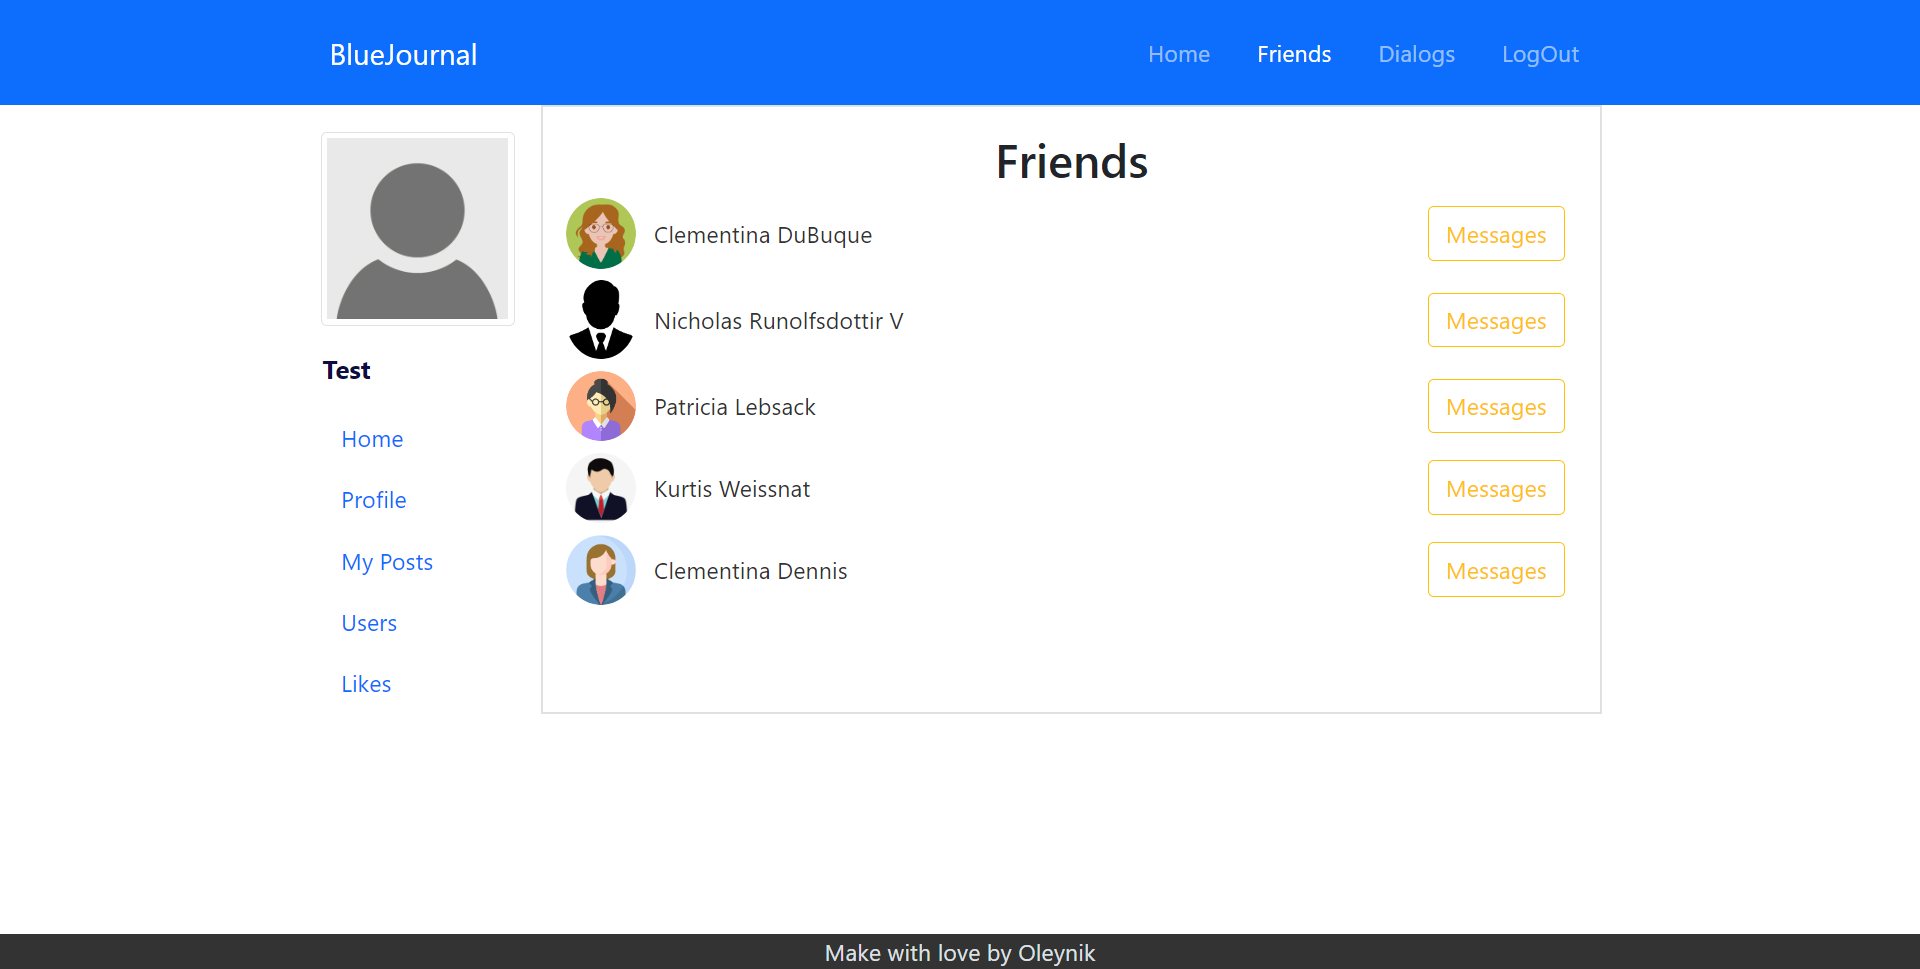 BlueJournal
Home Friends Dialogs LogOut
Test
Home
Profile
My Posts
Users
Likes
Friends
Clementina DuBuque Messages
Nicholas Runolfsdottir V Messages
Patricia Lebsack Messages
Kurtis Weissnat Messages
Clementina Dennis Messages
Make with love by Oleynik